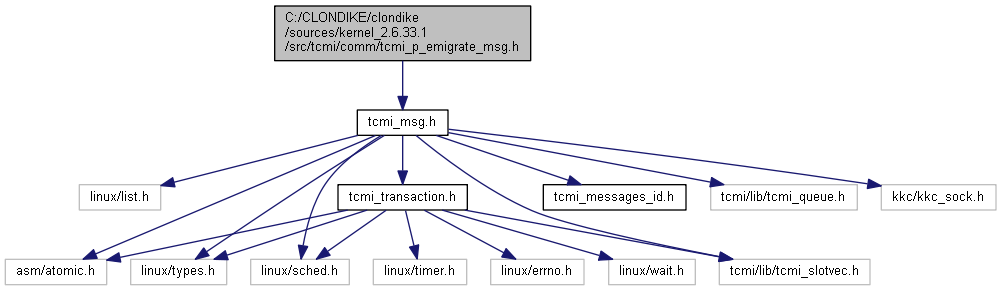 C:/CLONDIKE/clondike
/sources/kernel_2.6.33.1
/src/tcmi/comm/tcmi_p_emigrate_msg.h
tcmi_msg.h
linux/list.h
tcmi_transaction.h
tcmi_messages_id.h
tcmi/lib/tcmi_queue.h
kkc/kkc_sock.h
asm/atomic.h
linux/types.h
linux/sched.h
linux/timer.h
linux/errno.h
linux/wait.h
tcmi/lib/tcmi_slotvec.h